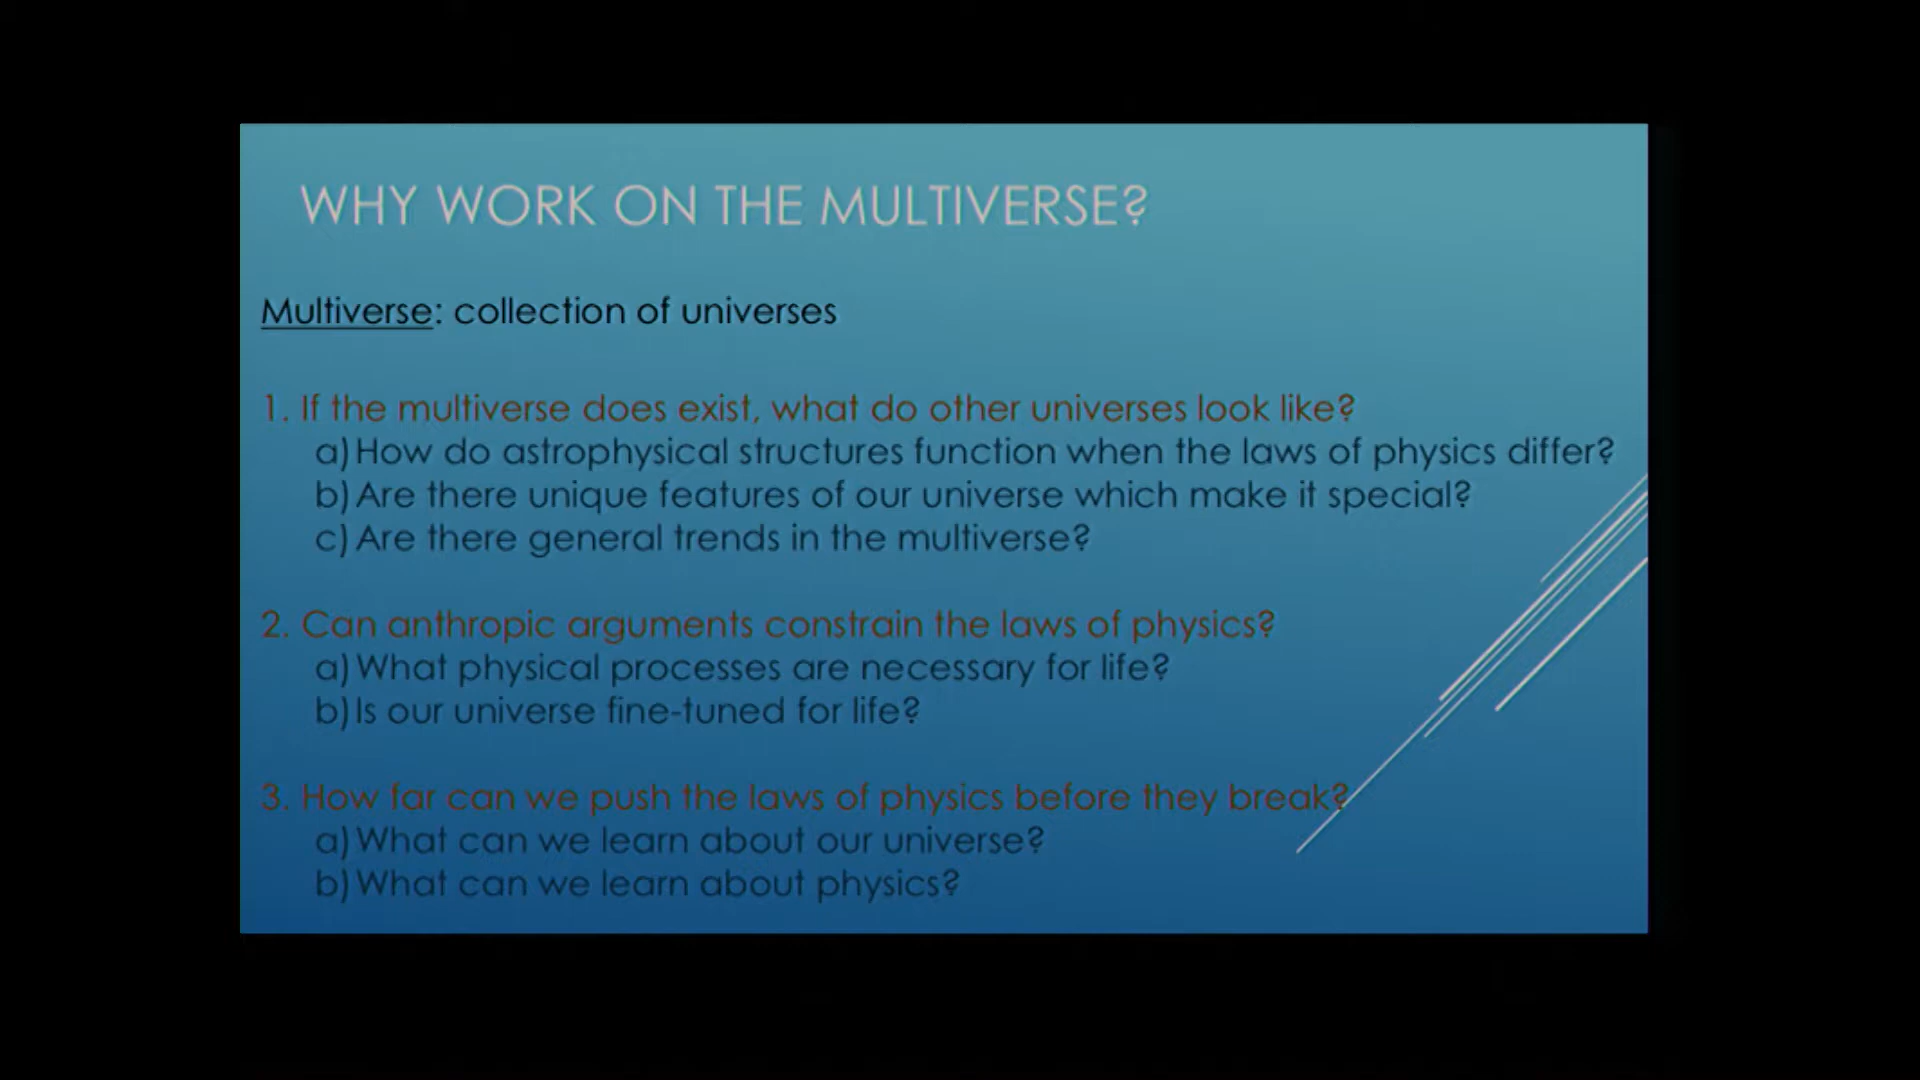 WHY WORK ON THE MULTIVERSE?
Multiverse: collection of universes
1. If the multiverse does exist, what do other universes look like?
a) How do astrophysical structures function when the laws of physics differ?
b) Are there unique features of our universe which make it special?
c) Are there general trends in the multiverse?
2. Can anthropic arguments constrain the laws of physics?
a) What physical processes are necessary for life?
b) Is our universe fine-tuned for life?
3. How far can we push the laws of physics before they break?
a) What can we learn about our universe?
b) What can we learn about physics?